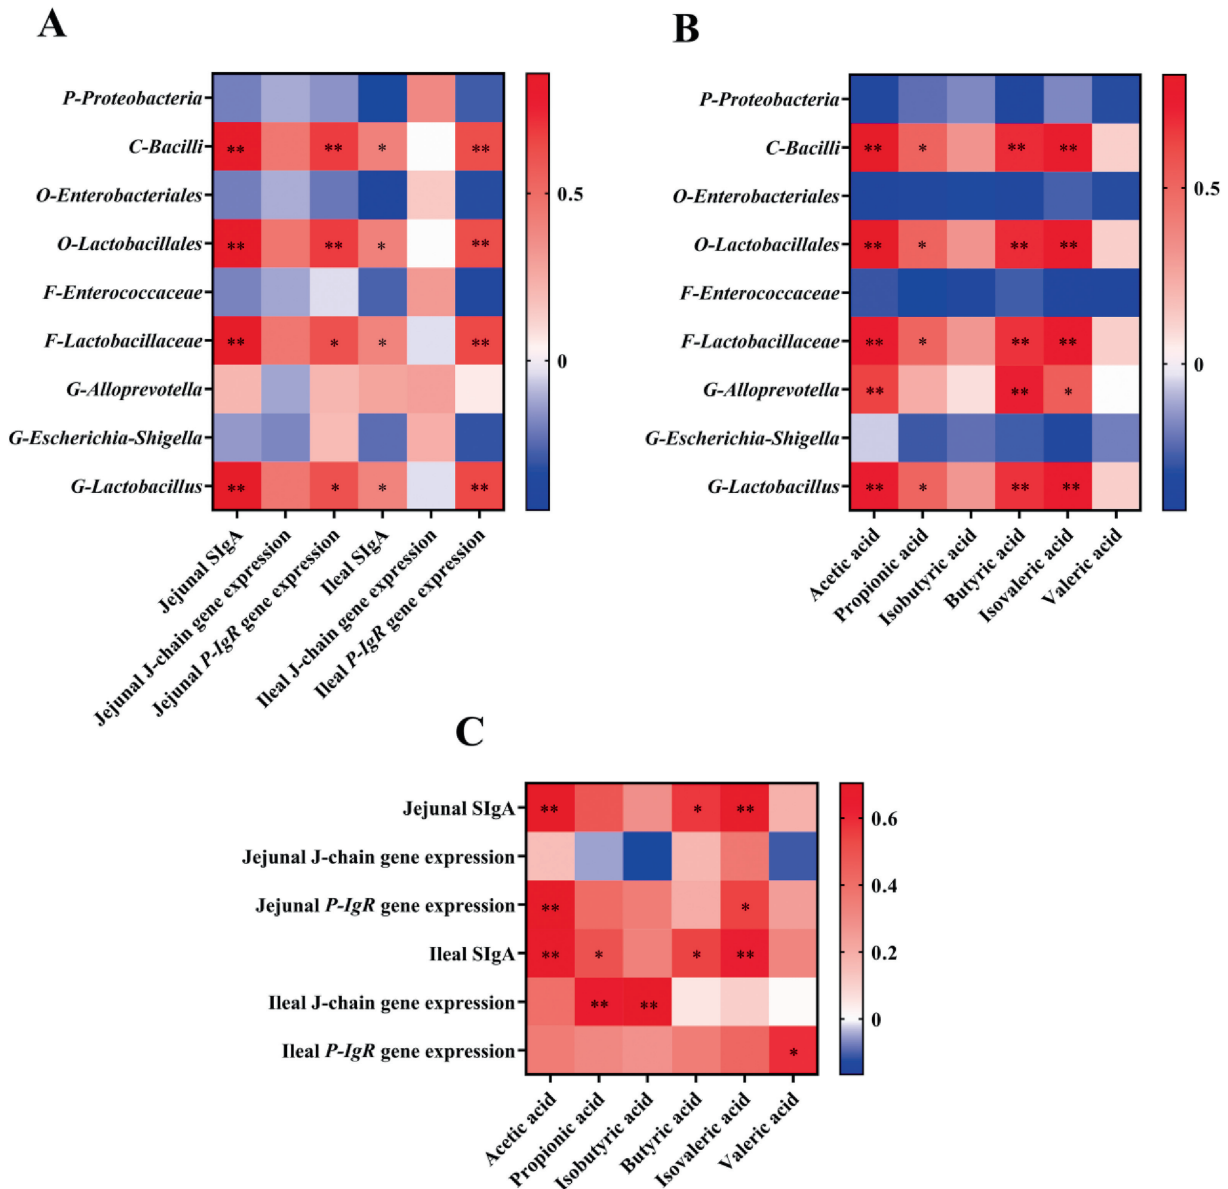 A
P-Proteobacteria
C-Bacilli
** ** * **
O-Enterobacteriales
O-Lactobacillales
** ** * **
F-Enterococcaceae
F-Lactobacillaceae
** * * **
G-Alloprevotella
G-Escherichia-Shigella
G-Lactobacillus
** * * **
0.5
0
Jejunal SIgA
Jejunal J-chain gene expression
Jejunal P-IgR gene expression
Ileal SIgA
Ileal J-chain gene expression
Ileal P-IgR gene expression
B
P-Proteobacteria
C-Bacilli
** * ** **
O-Enterobacteriales
O-Lactobacillales
** * ** **
F-Enterococcaceae
F-Lactobacillaceae
** * ** **
G-Alloprevotella
** ** *
G-Escherichia-Shigella
G-Lactobacillus
** * ** **
0.5
0
Acetic acid
Propionic acid
Isobutyric acid
Butyric acid
Isovaleric acid
Valeric acid
C
Jejunal SIgA
** * **
Jejunal J-chain gene expression
Jejunal P-IgR gene expression
** *
Ileal SIgA
** * * **
Ileal J-chain gene expression
** **
Ileal P-IgR gene expression
*
0.6
0.4
0.2
0
Acetic acid
Propionic acid
Isobutyric acid
Butyric acid
Isovaleric acid
Valeric acid